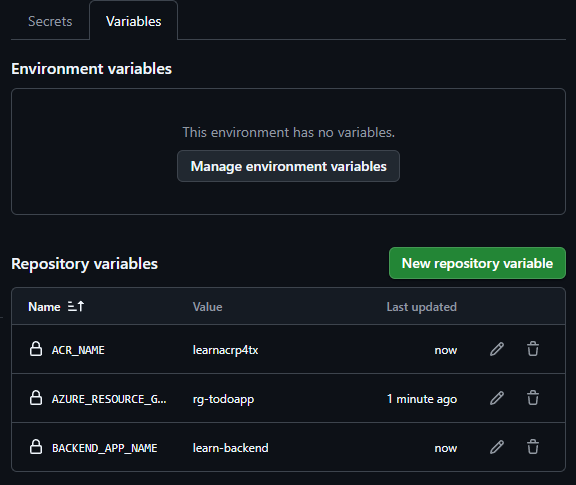 Secrets Variables
Environment variables
This environment has no variables.
Manage environment variables
Repository variables New repository variable
Name Value Last updated
ACR_NAME learnacrp4tx now
AZURE_RESOURCE_G... rg-todoapp 1 minute ago
BACKEND_APP_NAME learn-backend now